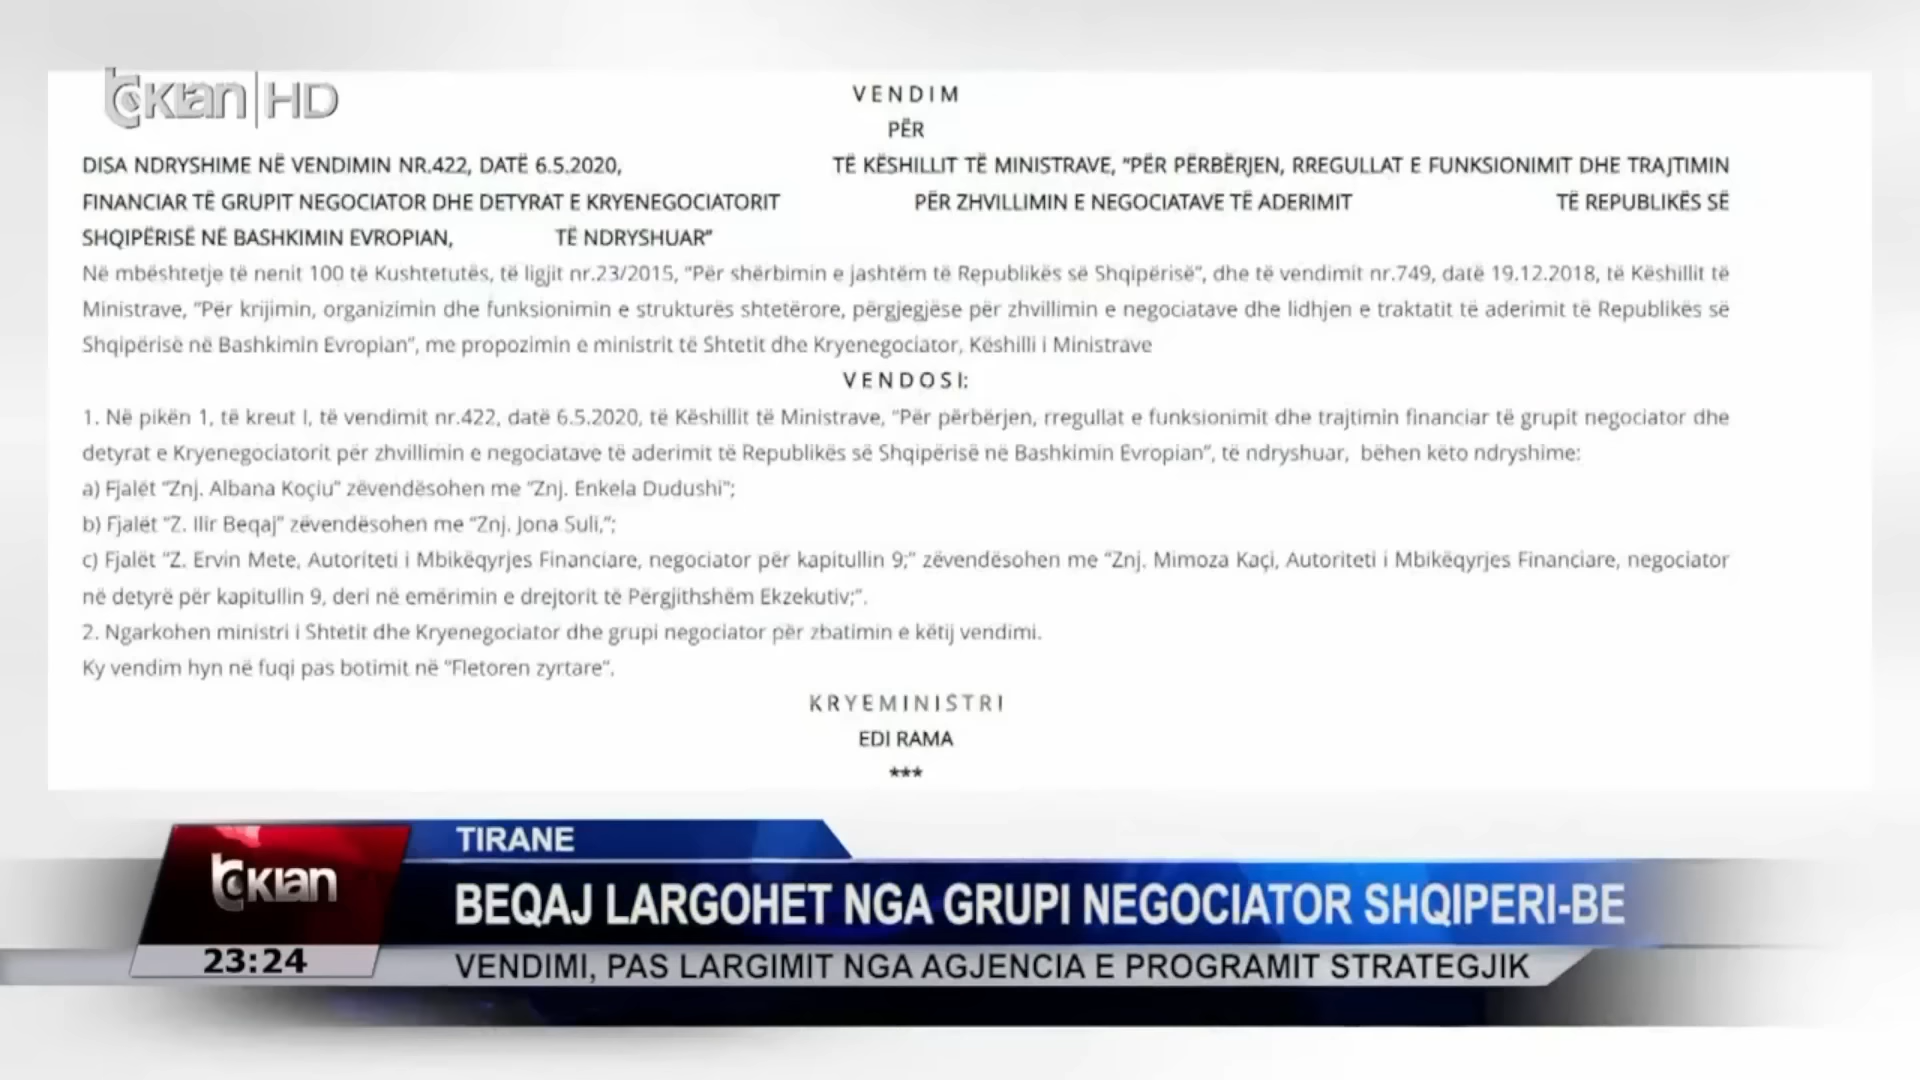 tv klan | HD
VENDIM
PËR
DISA NDRYSHIME NË VENDIMIN NR.422, DATË 6.5.2020, TË KËSHILLIT TË MINISTRAVE, “PËR PËRBËRJEN, RREGULLAT E FUNKSIONIMIT DHE TRAJTIMIN
FINANCIAR TË GRUPIT NEGOCIATOR DHE DETYRAT E KRYENEGOCIATORIT PËR ZHVILLIMIN E NEGOCIATAVE TË ADERIMIT TË REPUBLIKËS SË
SHQIPËRISË NË BASHKIMIN EVROPIAN, TË NDRYSHUAR”
Në mbështetje të nenit 100 të Kushtetutës, të ligjit nr.23/2015, “Për shërbimin e jashtëm të Republikës së Shqipërisë”, dhe të vendimit nr.749, datë 19.12.2018, të Këshillit të
Ministrave, “Për krijimin, organizimin dhe funksionimin e strukturës shtetërore, përgjegjëse për zhvillimin e negociatave dhe lidhjen e traktatit të aderimit të Republikës së
Shqipërisë në Bashkimin Evropian”, me propozimin e ministrit të Shtetit dhe Kryenegociator, Këshilli i Ministrave
VENDOSI:
1. Në pikën 1, të kreut I, të vendimit nr.422, datë 6.5.2020, të Këshillit të Ministrave, “Për përbërjen, rregullat e funksionimit dhe trajtimin financiar të grupit negociator dhe
detyrat e Kryenegociatorit për zhvillimin e negociatave të aderimit të Republikës së Shqipërisë në Bashkimin Evropian”, të ndryshuar, bëhen këto ndryshime:
a) Fjalët “Znj. Albana Koçiu” zëvendësohen me “Znj. Enkela Dudushi”;
b) Fjalët “Z. Ilir Beqaj” zëvendësohen me “Znj. Jona Suli,”;
c) Fjalët “Z. Ervin Mete, Autoriteti i Mbikëqyrjes Financiare, negociator për kapitullin 9;” zëvendësohen me “Znj. Mimoza Kaçi, Autoriteti i Mbikëqyrjes Financiare, negociator
në detyrë për kapitullin 9, deri në emërimin e drejtorit të Përgjithshëm Ekzekutiv;”.
2. Ngarkohen ministri i Shtetit dhe Kryenegociator dhe grupi negociator për zbatimin e këtij vendimi.
Ky vendim hyn në fuqi pas botimit në “Fletoren zyrtare”.
KRYEMINISTRI
EDI RAMA
***
TIRANE
tv klan
BEQAJ LARGOHET NGA GRUPI NEGOCIATOR SHQIPERI-BE
23:24
VENDIMI, PAS LARGIMIT NGA AGJENCIA E PROGRAMIT STRATEGJIK